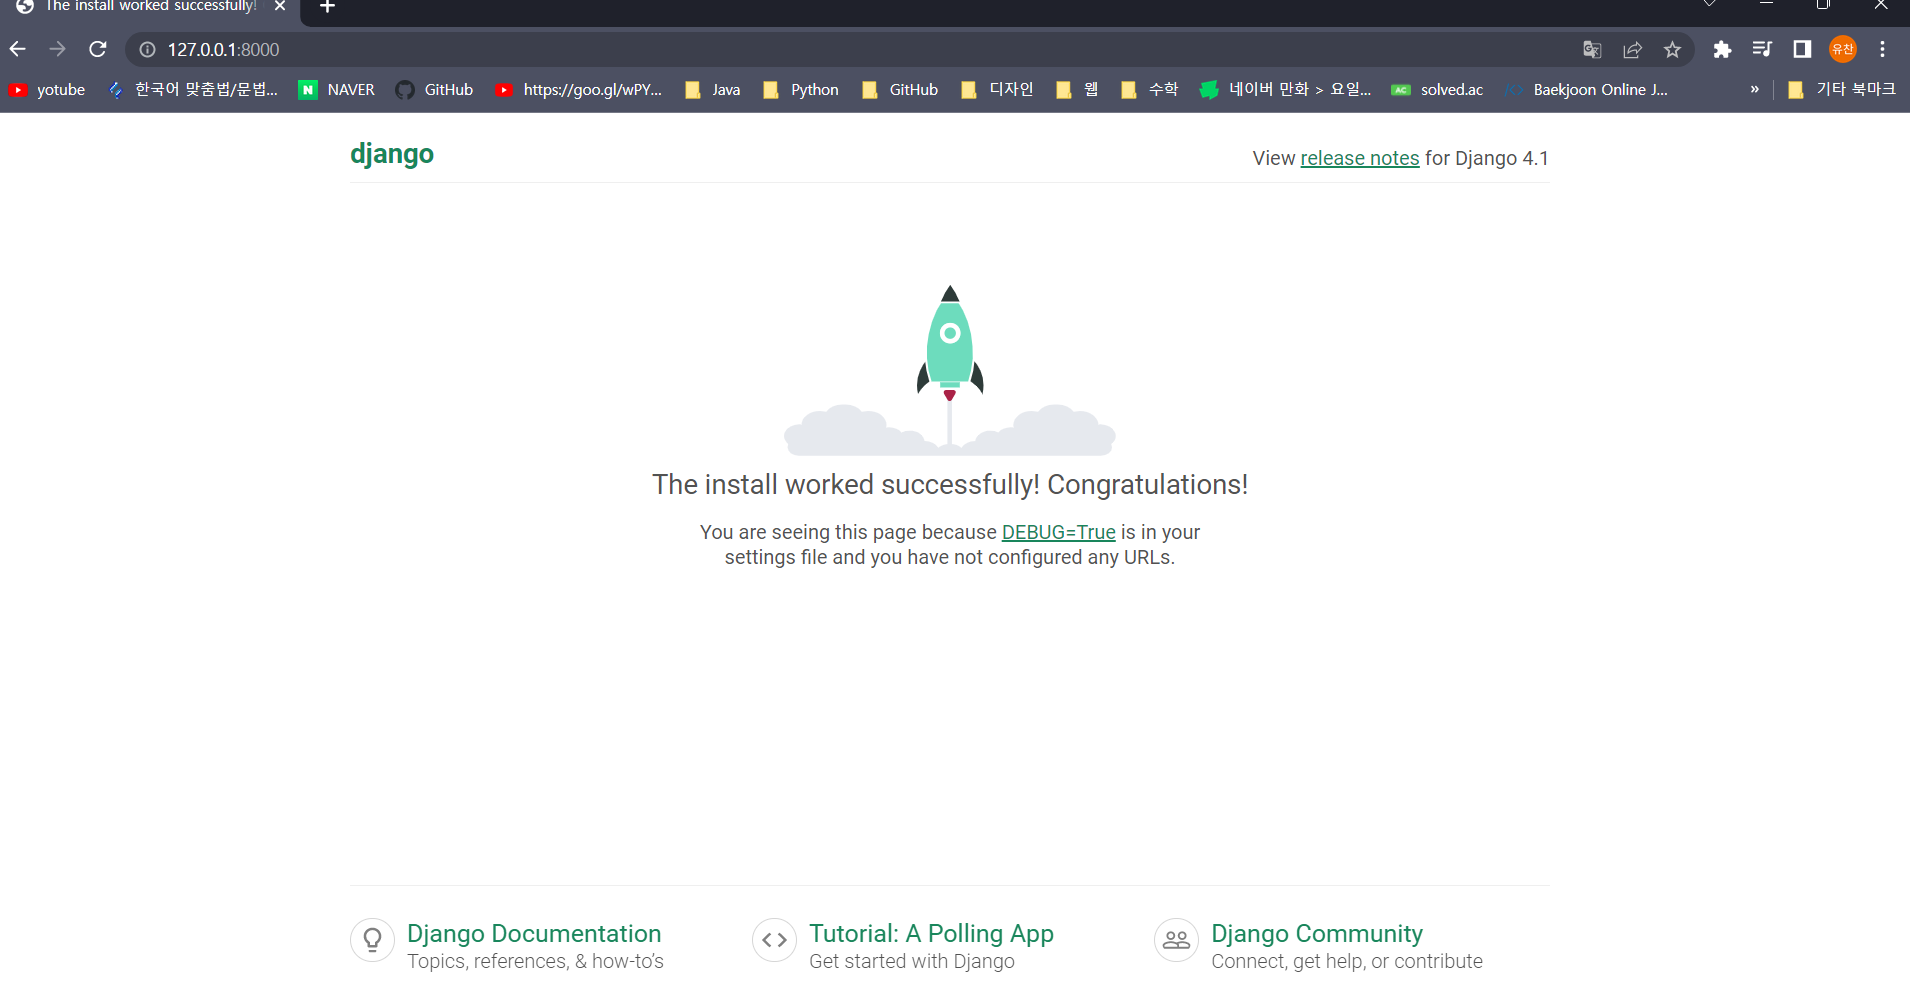 The install worked successfully!
127.0.0.1:8000
유찬
yotube
한국어 맞춤법/문법...
N NAVER
GitHub
https://goo.gl/wPY...
Java
Python
GitHub
디자인
웹
수학
네이버 만화 > 요일...
AC solved.ac
Baekjoon Online J...
»
기타 북마크
django
View release notes for Django 4.1
The install worked successfully! Congratulations!
You are seeing this page because DEBUG=True is in your
settings file and you have not configured any URLs.
Django Documentation
Topics, references, & how-to’s
Tutorial: A Polling App
Get started with Django
Django Community
Connect, get help, or contribute